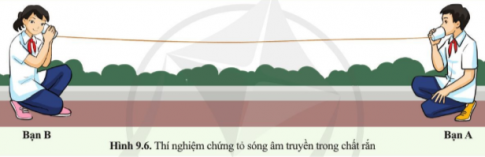 Bạn B
Bạn A
Hình 9.6. Thí nghiệm chứng tỏ sóng âm truyền trong chất rắn